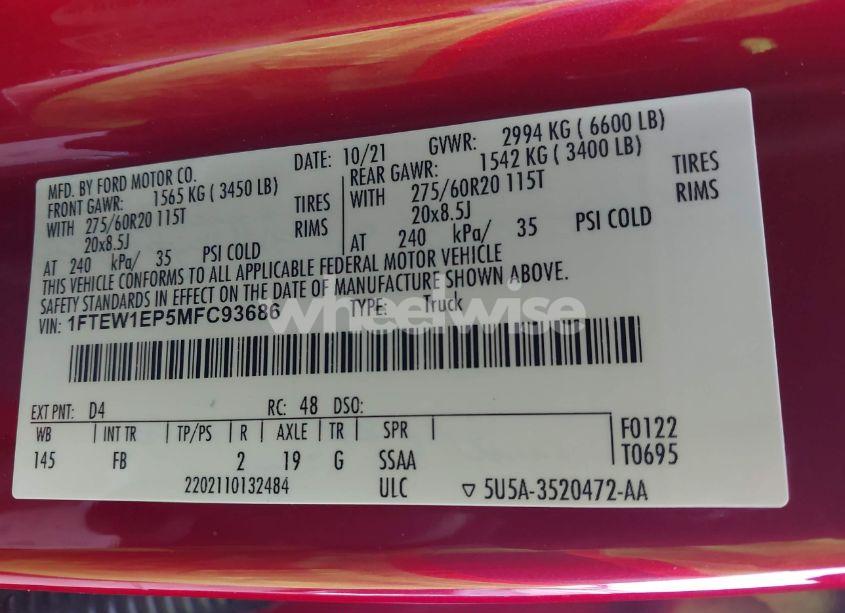 MFD. BY FORD MOTOR CO. DATE: 10/21 GVWR: 2994 KG ( 6600 LB)
FRONT GAWR: 1565 KG ( 3450 LB) REAR GAWR: 1542 KG ( 3400 LB)
WITH 275/60R20 115T TIRES WITH 275/60R20 115T TIRES
20x8.5J RIMS 20x8.5J RIMS
AT 240 kPa/ 35 PSI COLD AT 240 kPa/ 35 PSI COLD
THIS VEHICLE CONFORMS TO ALL APPLICABLE FEDERAL MOTOR VEHICLE
SAFETY STANDARDS IN EFFECT ON THE DATE OF MANUFACTURE SHOWN ABOVE.
VIN: 1FTEW1EP5MFC93686 TYPE: Truck
wheelwise
EXT PNT: D4 RC: 48 DSO:
WB INT TR TP/PS R AXLE TR SPR F0122
145 FB 2 19 G SSAA T0695
2202110132484 ULC ▽ 5U5A-3520472-AA